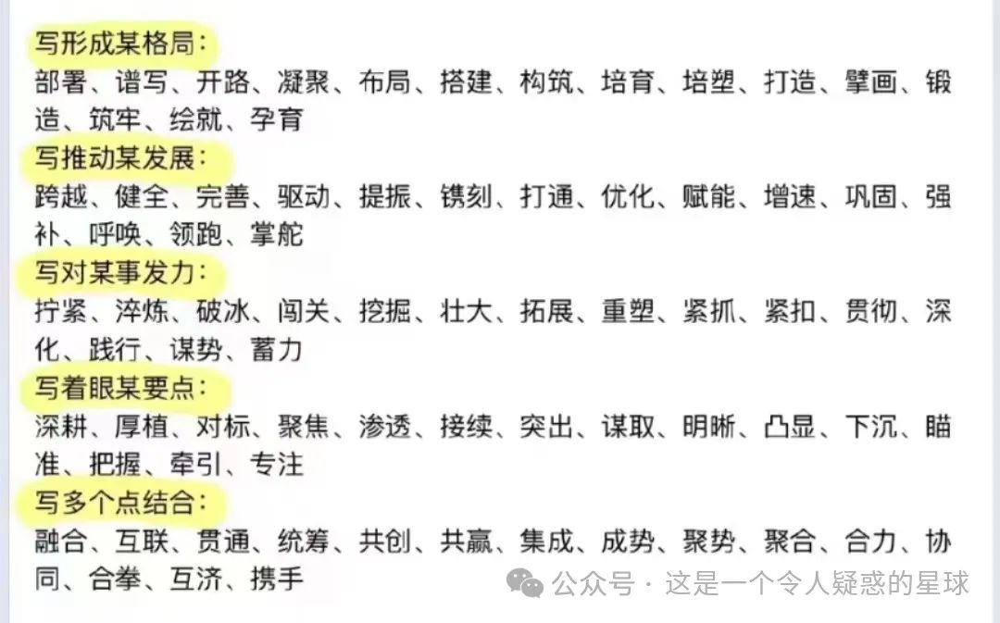 写形成某格局：
部署、谱写、开路、凝聚、布局、搭建、构筑、培育、培塑、打造、擘画、锻
造、筑牢、绘就、孕育
写推动某发展：
跨越、健全、完善、驱动、提振、镌刻、打通、优化、赋能、增速、巩固、强
补、呼唤、领跑、掌舵
写对某事发力：
拧紧、淬炼、破冰、闯关、挖掘、壮大、拓展、重塑、紧抓、紧扣、贯彻、深
化、践行、谋势、蓄力
写着眼某要点：
深耕、厚植、对标、聚焦、渗透、接续、突出、谋取、明晰、凸显、下沉、瞄
准、把握、牵引、专注
写多个点结合：
融合、互联、贯通、统筹、共创、共赢、集成、成势、聚势、聚合、合力、协
同、合拳、互济、携手
公众号·这是一个令人疑惑的星球